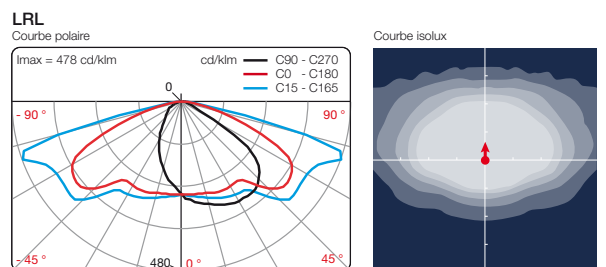 LRL
Courbe polaire
Courbe isolux
Imax = 478 cd/klm
cd/klm
C90 - C270
C0 - C180
C15 - C165
0
- 90 °
90 °
- 45 °
480
0 °
45 °